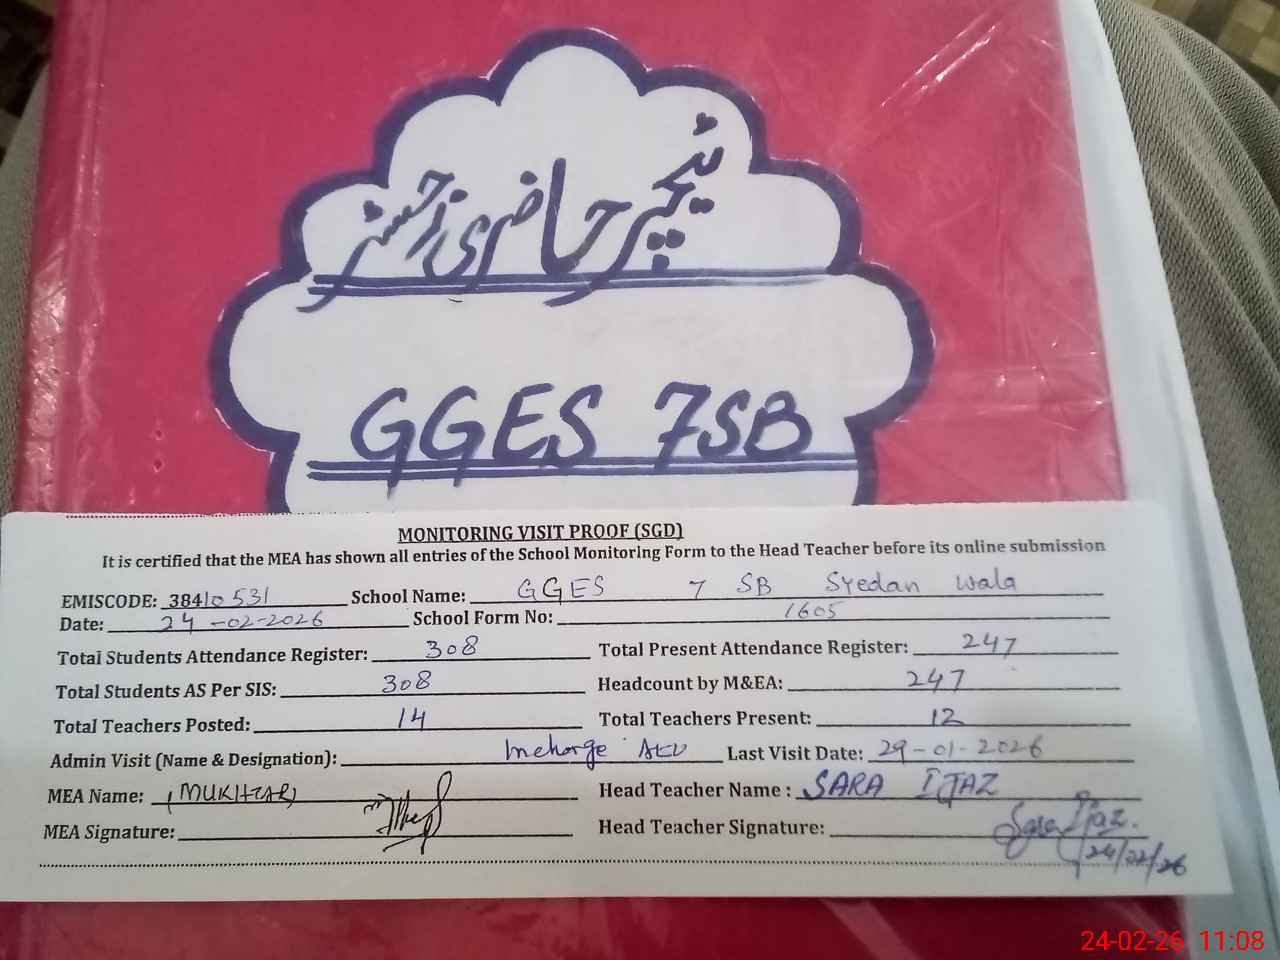 ٹیچر حاضری رجسٹر
GGES 7SB
MONITORING VISIT PROOF (SGD)
It is certified that the MEA has shown all entries of the School Monitoring Form to the Head Teacher before its online submission
EMISCODE: 38410531 School Name: GGES 7 SB Syedan wala
Date: 24-02-2026 School Form No: 1605
Total Students Attendance Register: 308 Total Present Attendance Register: 247
Total Students AS Per SIS: 308 Headcount by M&EA: 247
Total Teachers Posted: 14 Total Teachers Present: 12
Admin Visit (Name & Designation): Incharge AEO Last Visit Date: 29-01-2026
MEA Name: (MUKHTAR) Head Teacher Name : SARA IJAZ
MEA Signature: Head Teacher Signature: Sara Ijaz.
24/02/26
24-02-26 11:08